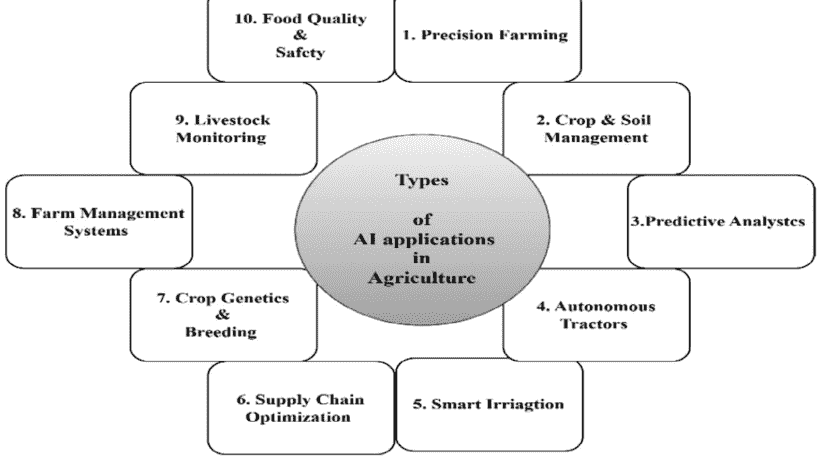 10. Food Quality
&
Safety
1. Precision Farming
9. Livestock
Monitoring
2. Crop & Soil
Management
Types
of
AI applications
in
Agriculture
8. Farm Management
Systems
3.Predictive Analystcs
7. Crop Genetics
&
Breeding
4. Autonomous
Tractors
6. Supply Chain
Optimization
5. Smart Irriagtion